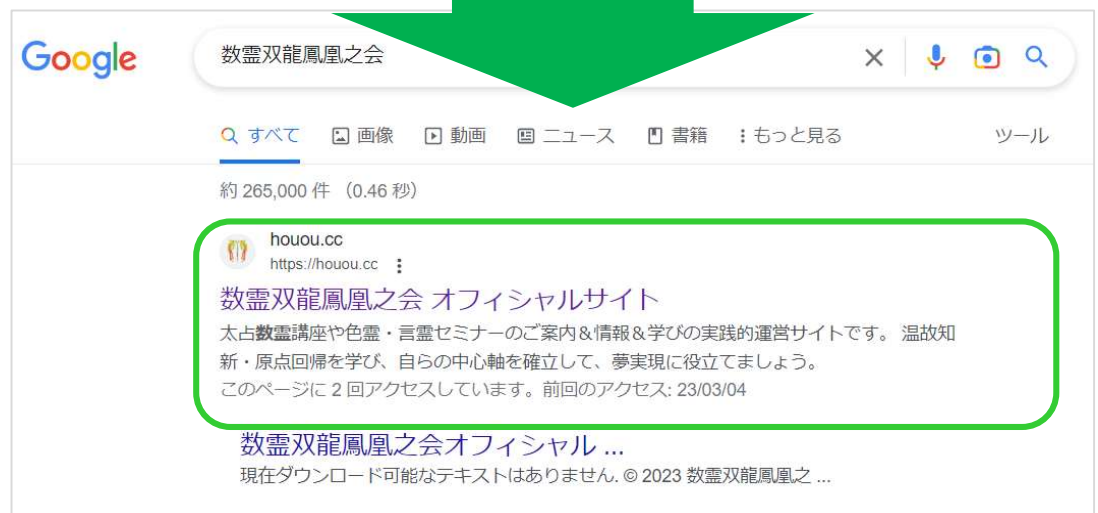 Google
数霊双龍鳳凰之会
すべて 画像 動画 ニュース 書籍 もっと見る ツール
約 265,000 件 （0.46 秒）
houou.cc
https://houou.cc
数霊双龍鳳凰之会 オフィシャルサイト
太占数霊講座や色霊・言霊セミナーのご案内&情報&学びの実践的運営サイトです。 温故知
新・原点回帰を学び、自らの中心軸を確立して、夢実現に役立てましょう。
このページに 2 回アクセスしています。前回のアクセス: 23/03/04
数霊双龍鳳凰之会オフィシャル ...
現在ダウンロード可能なテキストはありません. © 2023 数霊双龍鳳凰之 ...